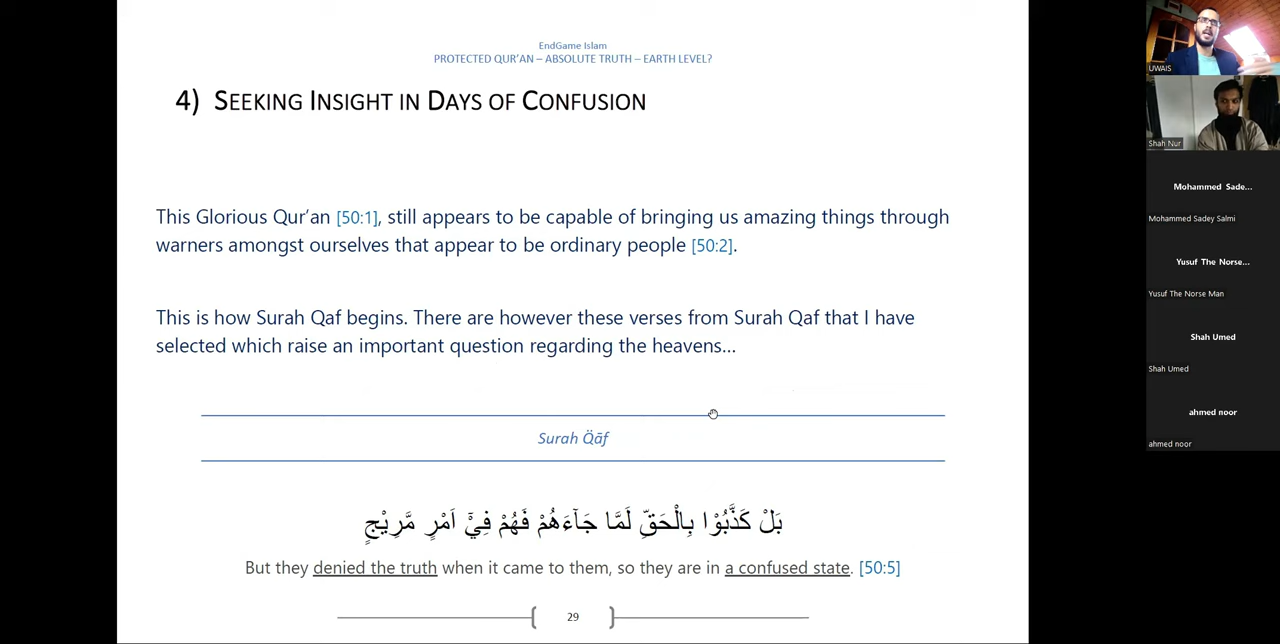 EndGame Islam
PROTECTED QUR'AN – ABSOLUTE TRUTH – EARTH LEVEL?
4) SEEKING INSIGHT IN DAYS OF CONFUSION
This Glorious Qur'an [50:1], still appears to be capable of bringing us amazing things through
warners amongst ourselves that appear to be ordinary people [50:2].
This is how Surah Qaf begins. There are however these verses from Surah Qaf that I have
selected which raise an important question regarding the heavens...
Surah Q̈āf
بَلْ كَذَّبُوْا بِالْحَقِّ لَمَّا جَآءَهُمْ فَهُمْ فِيْٓ اَمْرٍ مَّرِيْجٍ
But they denied the truth when it came to them, so they are in a confused state. [50:5]
29
UWAIS
Shah Nur
Mohammed Sade...
Mohammed Sadey Salmi
Yusuf The Norse...
Yusuf The Norse Man
Shah Umed
Shah Umed
ahmed noor
ahmed noor